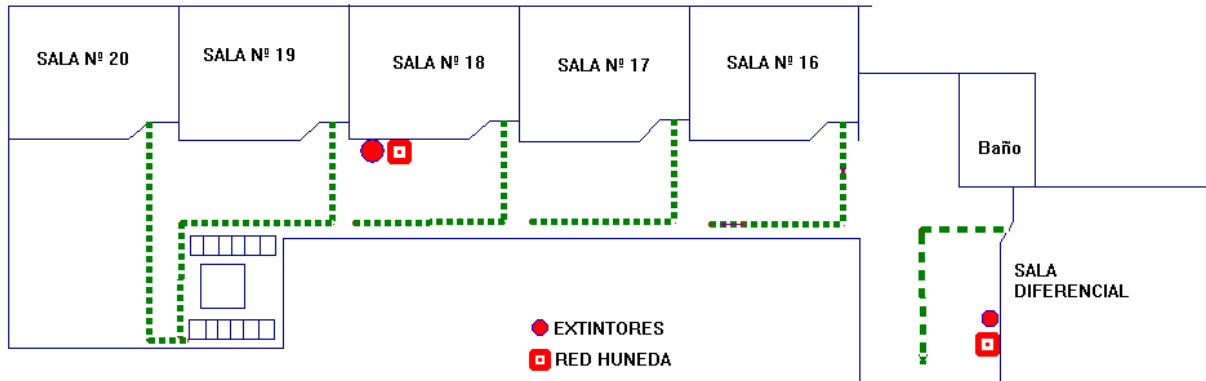 SALA Nº 20
SALA Nº 19
SALA Nº 18
SALA Nº 17
SALA Nº 16
Baño
SALA
DIFERENCIAL
EXTINTORES
RED HUNEDA